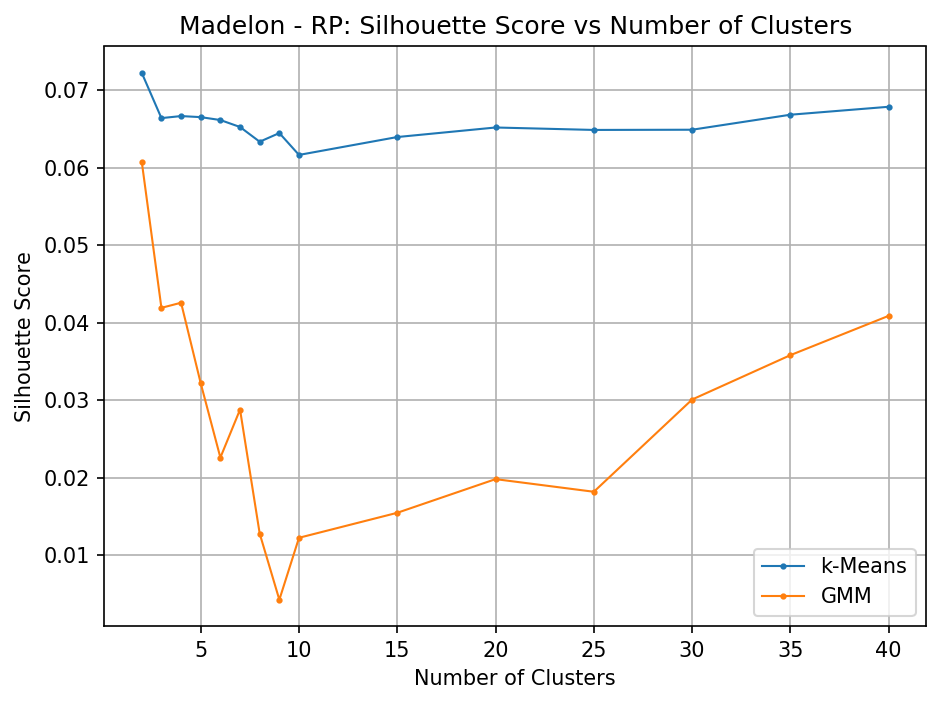 Madelon - RP: Silhouette Score vs Number of Clusters
Silhouette Score
0.07
0.06
0.05
0.04
0.03
0.02
0.01
k-Means
GMM
5 10 15 20 25 30 35 40
Number of Clusters